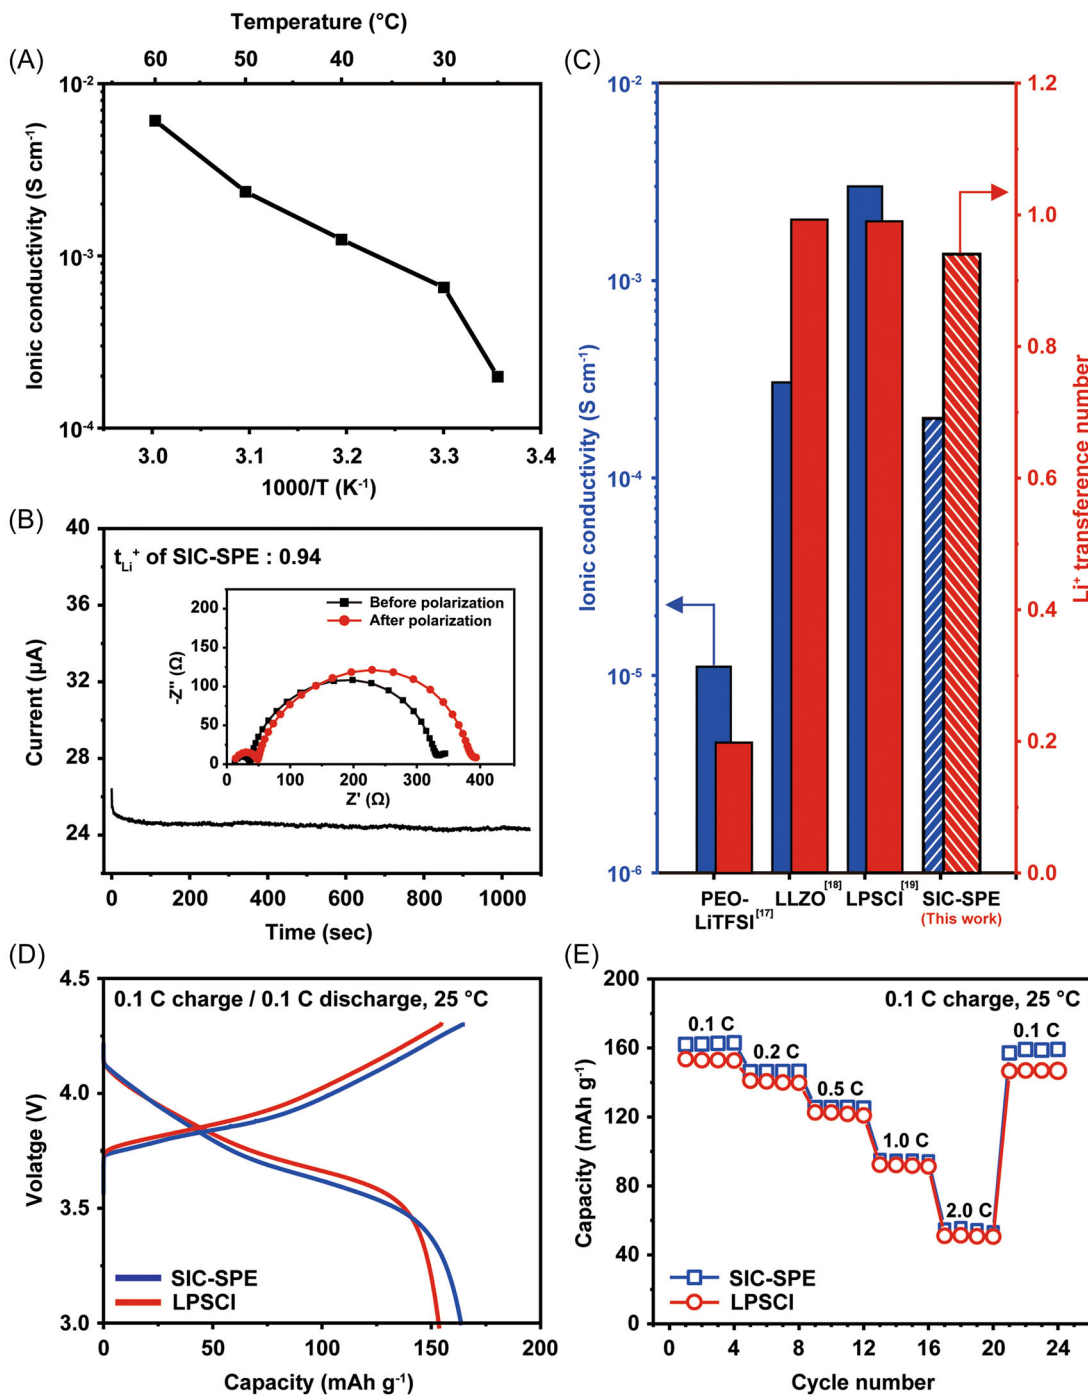 (A)
Temperature (°C)
60 50 40 30
10⁻²
10⁻³
10⁻⁴
Ionic conductivity (S cm⁻¹)
3.0 3.1 3.2 3.3 3.4
1000/T (K⁻¹)
(B)
40
36
32
28
24
Current (μA)
t_Li⁺ of SIC-SPE : 0.94
Before polarization
After polarization
200
150
100
50
0
-Z'' (Ω)
0 100 200 300 400
Z' (Ω)
0 200 400 600 800 1000
Time (sec)
(C)
10⁻²
10⁻³
10⁻⁴
10⁻⁵
10⁻⁶
Ionic conductivity (S cm⁻¹)
1.2
1.0
0.8
0.6
0.4
0.2
0.0
Li⁺ transference number
PEO-
LiTFSI[17]
LLZO[18]
LPSCI[19]
SIC-SPE
(This work)
(D)
4.5
4.0
3.5
3.0
Volatge (V)
0.1 C charge / 0.1 C discharge, 25 °C
SIC-SPE
LPSCI
0 50 100 150 200
Capacity (mAh g⁻¹)
(E)
200
160
120
80
40
0
Capacity (mAh g⁻¹)
0.1 C charge, 25 °C
0.1 C
0.2 C
0.5 C
1.0 C
2.0 C
0.1 C
SIC-SPE
LPSCI
0 4 8 12 16 20 24
Cycle number